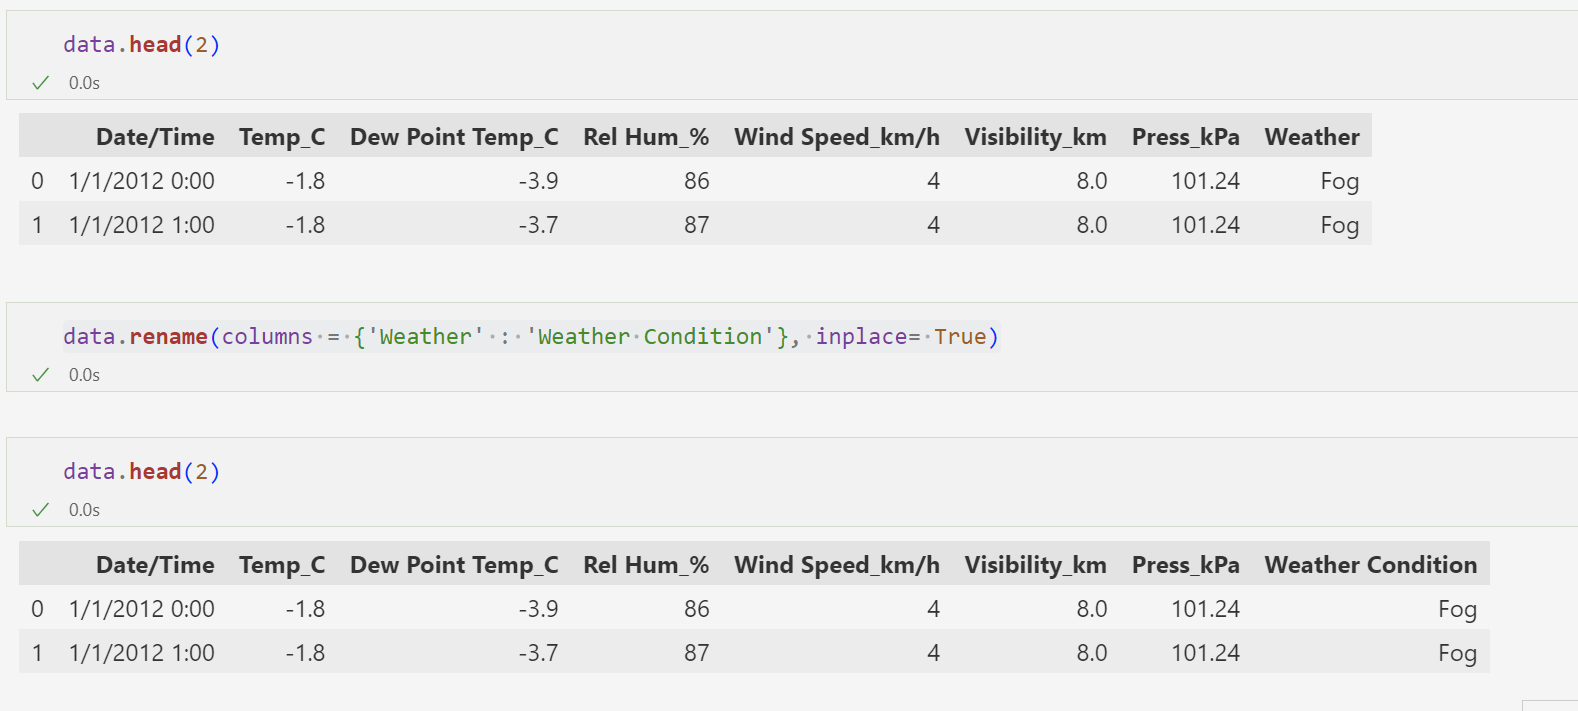 data.head(2)
0.0s
Date/Time Temp_C Dew Point Temp_C Rel Hum_% Wind Speed_km/h Visibility_km Press_kPa Weather
0 1/1/2012 0:00 -1.8 -3.9 86 4 8.0 101.24 Fog
1 1/1/2012 1:00 -1.8 -3.7 87 4 8.0 101.24 Fog
data.rename(columns = {'Weather' : 'Weather Condition'}, inplace= True)
0.0s
data.head(2)
0.0s
Date/Time Temp_C Dew Point Temp_C Rel Hum_% Wind Speed_km/h Visibility_km Press_kPa Weather Condition
0 1/1/2012 0:00 -1.8 -3.9 86 4 8.0 101.24 Fog
1 1/1/2012 1:00 -1.8 -3.7 87 4 8.0 101.24 Fog